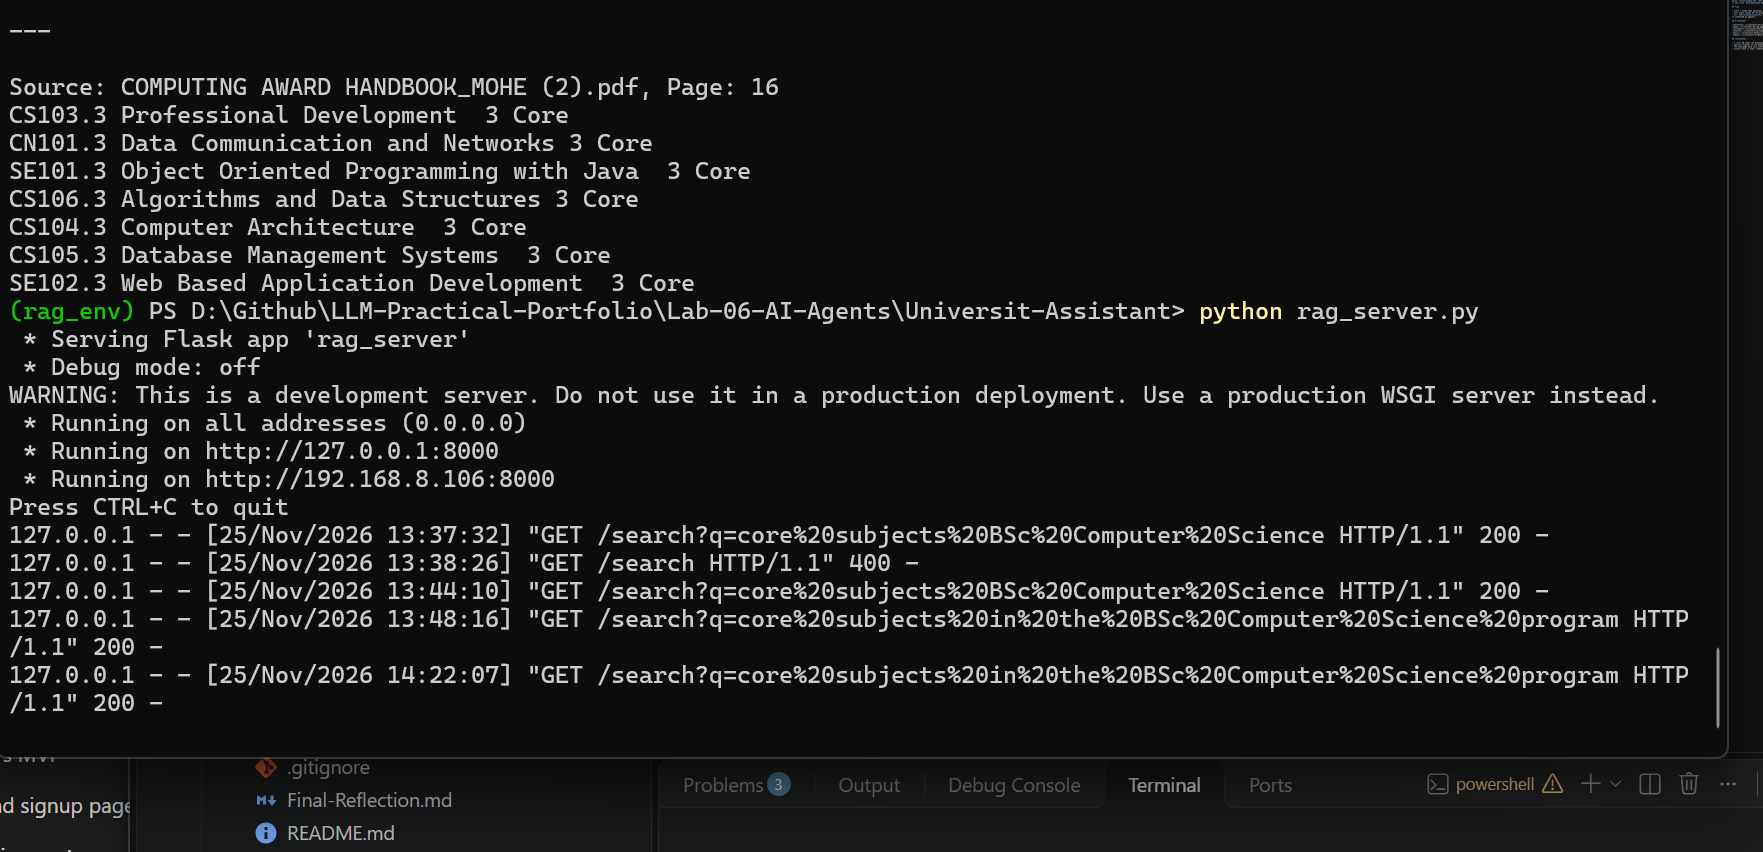 ---
Source: COMPUTING AWARD HANDBOOK_MOHE (2).pdf, Page: 16
CS103.3 Professional Development  3 Core
CN101.3 Data Communication and Networks 3 Core
SE101.3 Object Oriented Programming with Java  3 Core
CS106.3 Algorithms and Data Structures 3 Core
CS104.3 Computer Architecture  3 Core
CS105.3 Database Management Systems  3 Core
SE102.3 Web Based Application Development  3 Core
(rag_env) PS D:\Github\LLM-Practical-Portfolio\Lab-06-AI-Agents\Universit-Assistant> python rag_server.py
 * Serving Flask app 'rag_server'
 * Debug mode: off
WARNING: This is a development server. Do not use it in a production deployment. Use a production WSGI server instead.
 * Running on all addresses (0.0.0.0)
 * Running on http://127.0.0.1:8000
 * Running on http://192.168.8.106:8000
Press CTRL+C to quit
127.0.0.1 - - [25/Nov/2026 13:37:32] "GET /search?q=core%20subjects%20BSc%20Computer%20Science HTTP/1.1" 200 -
127.0.0.1 - - [25/Nov/2026 13:38:26] "GET /search HTTP/1.1" 400 -
127.0.0.1 - - [25/Nov/2026 13:44:10] "GET /search?q=core%20subjects%20BSc%20Computer%20Science HTTP/1.1" 200 -
127.0.0.1 - - [25/Nov/2026 13:48:16] "GET /search?q=core%20subjects%20in%20the%20BSc%20Computer%20Science%20program HTTP
/1.1" 200 -
127.0.0.1 - - [25/Nov/2026 14:22:07] "GET /search?q=core%20subjects%20in%20the%20BSc%20Computer%20Science%20program HTTP
/1.1" 200 -
.gitignore
Final-Reflection.md
README.md
signup page
Problems 3 Output Debug Console Terminal Ports powershell